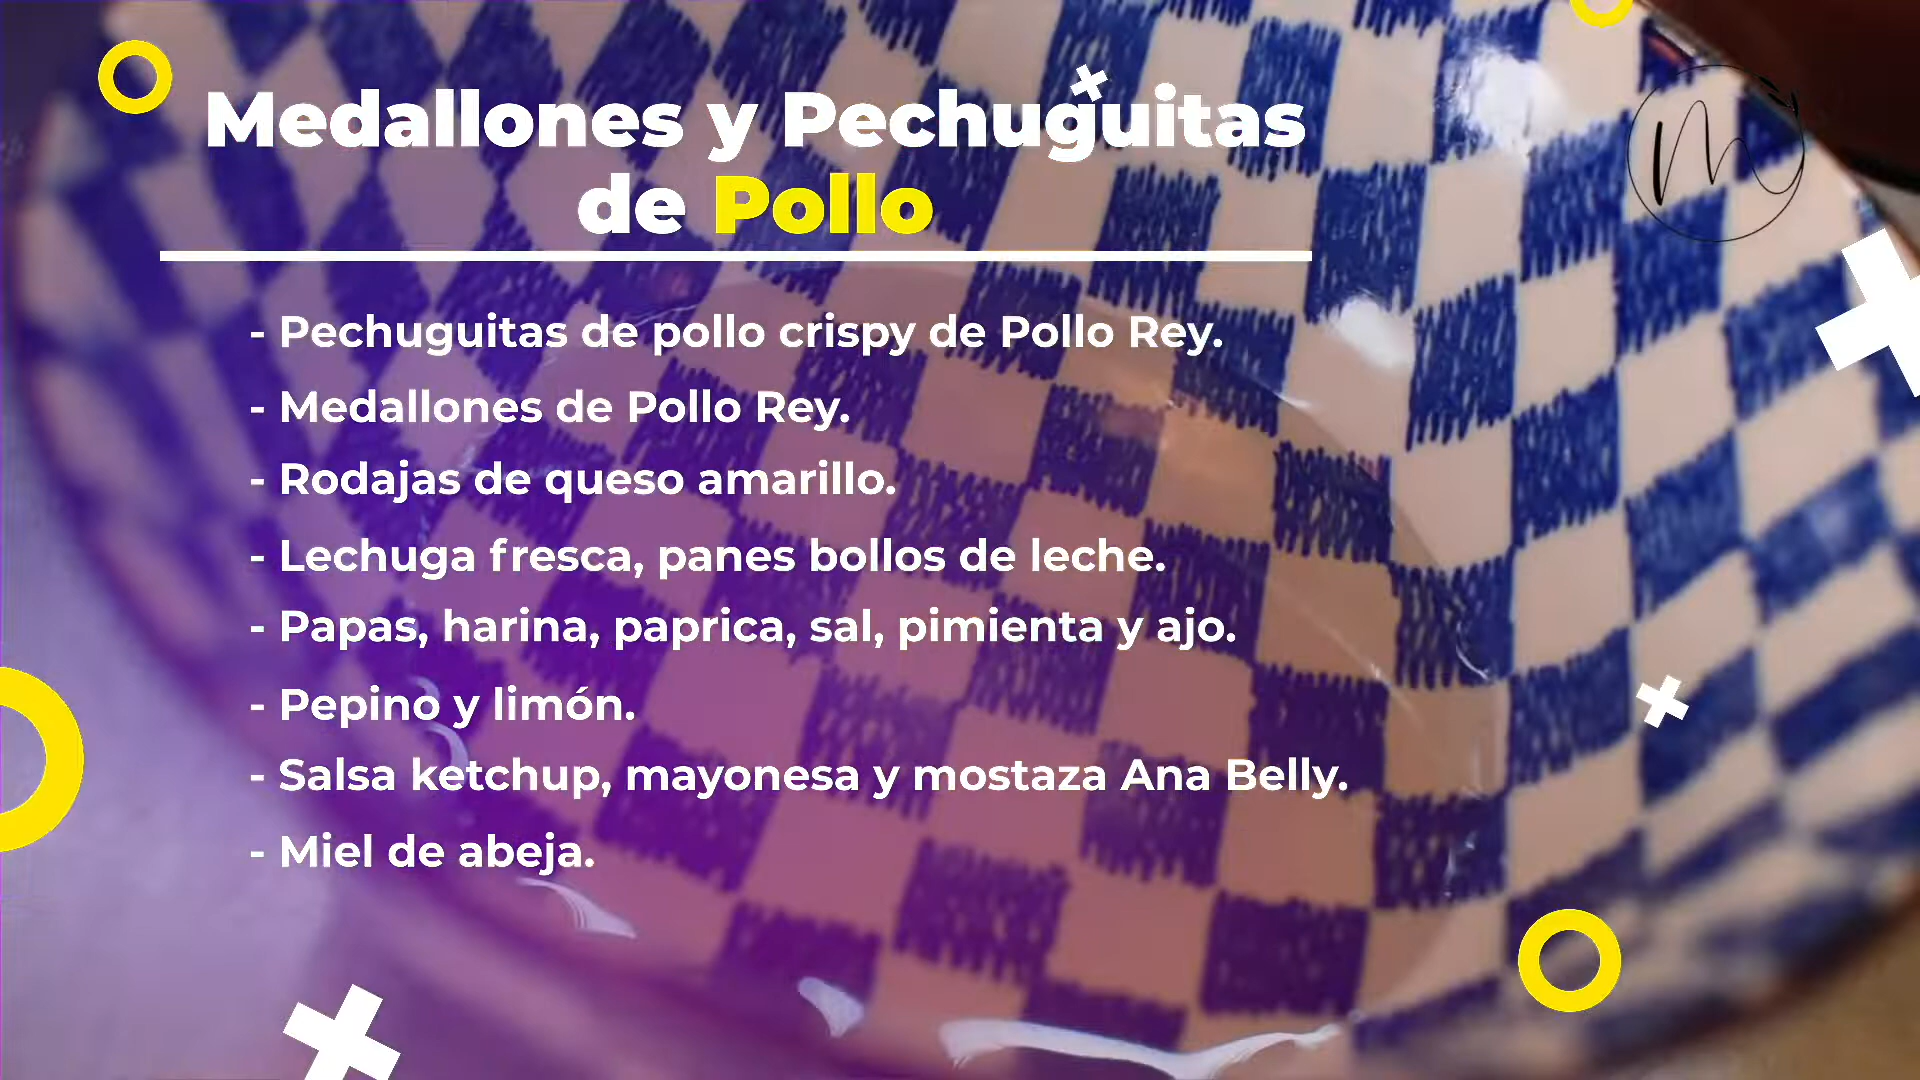 Medallones y Pechuguitas
de Pollo
- Pechuguitas de pollo crispy de Pollo Rey.
- Medallones de Pollo Rey.
- Rodajas de queso amarillo.
- Lechuga fresca, panes bollos de leche.
- Papas, harina, paprica, sal, pimienta y ajo.
- Pepino y limón.
- Salsa ketchup, mayonesa y mostaza Ana Belly.
- Miel de abeja.